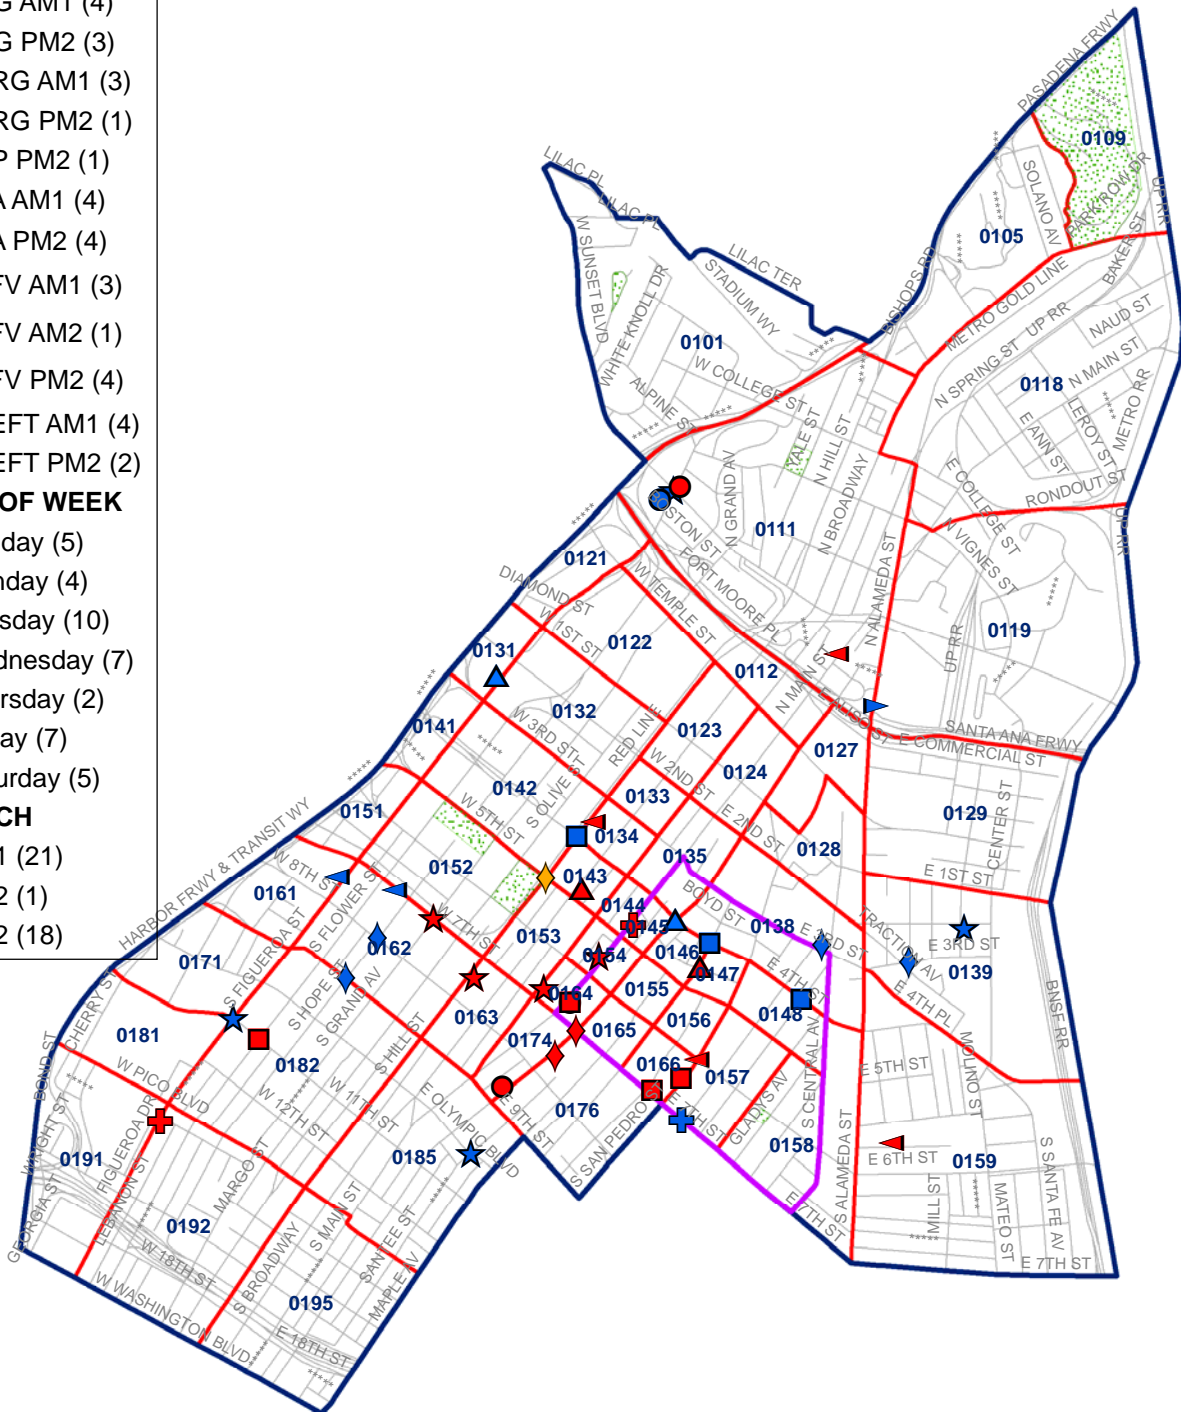 G AM1 (4)
G PM2 (3)
RG AM1 (3)
RG PM2 (1)
P PM2 (1)
A AM1 (4)
A PM2 (4)
FV AM1 (3)
FV AM2 (1)
FV PM2 (4)
EFT AM1 (4)
EFT PM2 (2)
OF WEEK
day (5)
nday (4)
sday (10)
dnesday (7)
rsday (2)
ay (7)
urday (5)
CH
1 (21)
2 (1)
2 (18)
PASADENA FRWY
0109
SOLANO AV
PARK ROW DR
UP RR
0105
BAKER ST
LILAC PL
LILAC PL
LILAC TER
W SUNSET BLVD
STADIUM WY
BISHOPS RD
METRO GOLD LINE
WHITE KNOLL DR
0101
W COLLEGE ST
ALPINE ST
UP RR
NAUD ST
N SPRING ST
N MAIN ST
0118
METRO RR
LEROY ST
E ANN ST
YALE ST
N HILL ST
N GRAND AV
N BROADWAY
E COLLEGE ST
RONDOUT ST
UP RR
BOSTON ST
0111
N VIGNES ST
0121
FORT MOORE PL
N ALAMEDA ST
DIAMOND ST
W TEMPLE ST
W 1ST ST
0122
0119
UP RR
0131
0112
N MAIN ST
E ALISO ST
0132
0141
W 3RD ST
RED LINE
0123
SANTA ANA FRWY
E COMMERCIAL ST
0127
W 2ND ST
0124
0142
S OLIVE ST
0133
0151
W 5TH ST
HARBOR FRWY & TRANSIT WY
0134
E 2ND ST
0129
CENTER ST
0128
0135
W 8TH ST
0152
0143
E 1ST ST
0161
S FLOWER ST
BOYD ST
0144
0138
W 7TH ST
0145
TRACTION AV
0153
E 3RD ST
E 3RD ST
0162
0154
0146
0171
S FIGUEROA ST
0147
0139
E 4TH ST
E 4TH PL
0155
S HOPE ST
S GRAND AV
0164
0148
CHERRY ST
0163
0156
BNSF RR
0181
0174
0165
S CENTRAL AV
BOND ST
S HILL ST
0182
0166
0157
E 5TH ST
W PICO BLVD
W 11TH ST
MOLINO ST
W 12TH ST
E OLYMPIC BLVD
E 9TH ST
0176
GLADYS AV
E 7TH ST
S SAN PEDRO ST
WRIGHT ST
FIGUEROA DR
0158
S ALAMEDA ST
0191
0185
E 6TH ST
0159
MARGO ST
LEBANON ST
S SANTA FE AV
MILL ST
MATEO ST
GEORGIA ST
0192
S MAIN ST
SANTEE ST
MAPLE AV
E 7TH ST
W 18TH ST
S BROADWAY
E 7TH ST
W WASHINGTON BLVD
0195
E 18TH ST